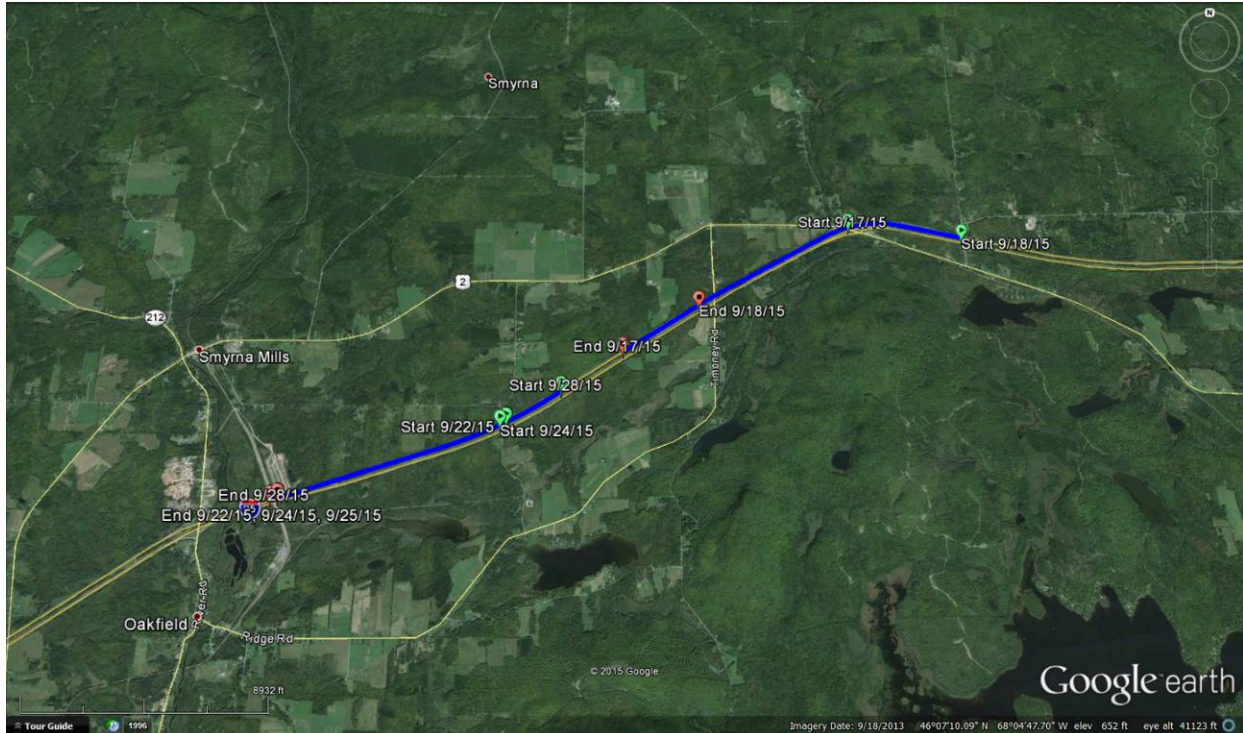 N
Smyrna
Start 9/17/15
Start 9/18/15
2
212
End 9/18/15
Smyrna Mills
End 9/17/15
Timoney Rd
Start 9/28/15
Start 9/22/15
Start 9/24/15
End 9/28/15
End 9/22/15, 9/24/15, 9/25/15
Oakfield
Ridge Rd
© 2015 Google
Google earth
8932 ft
Tour Guide
1996
Imagery Date: 9/18/2013 46°07'10.09" N 68°04'47.70" W elev 652 ft eye alt 41123 ft